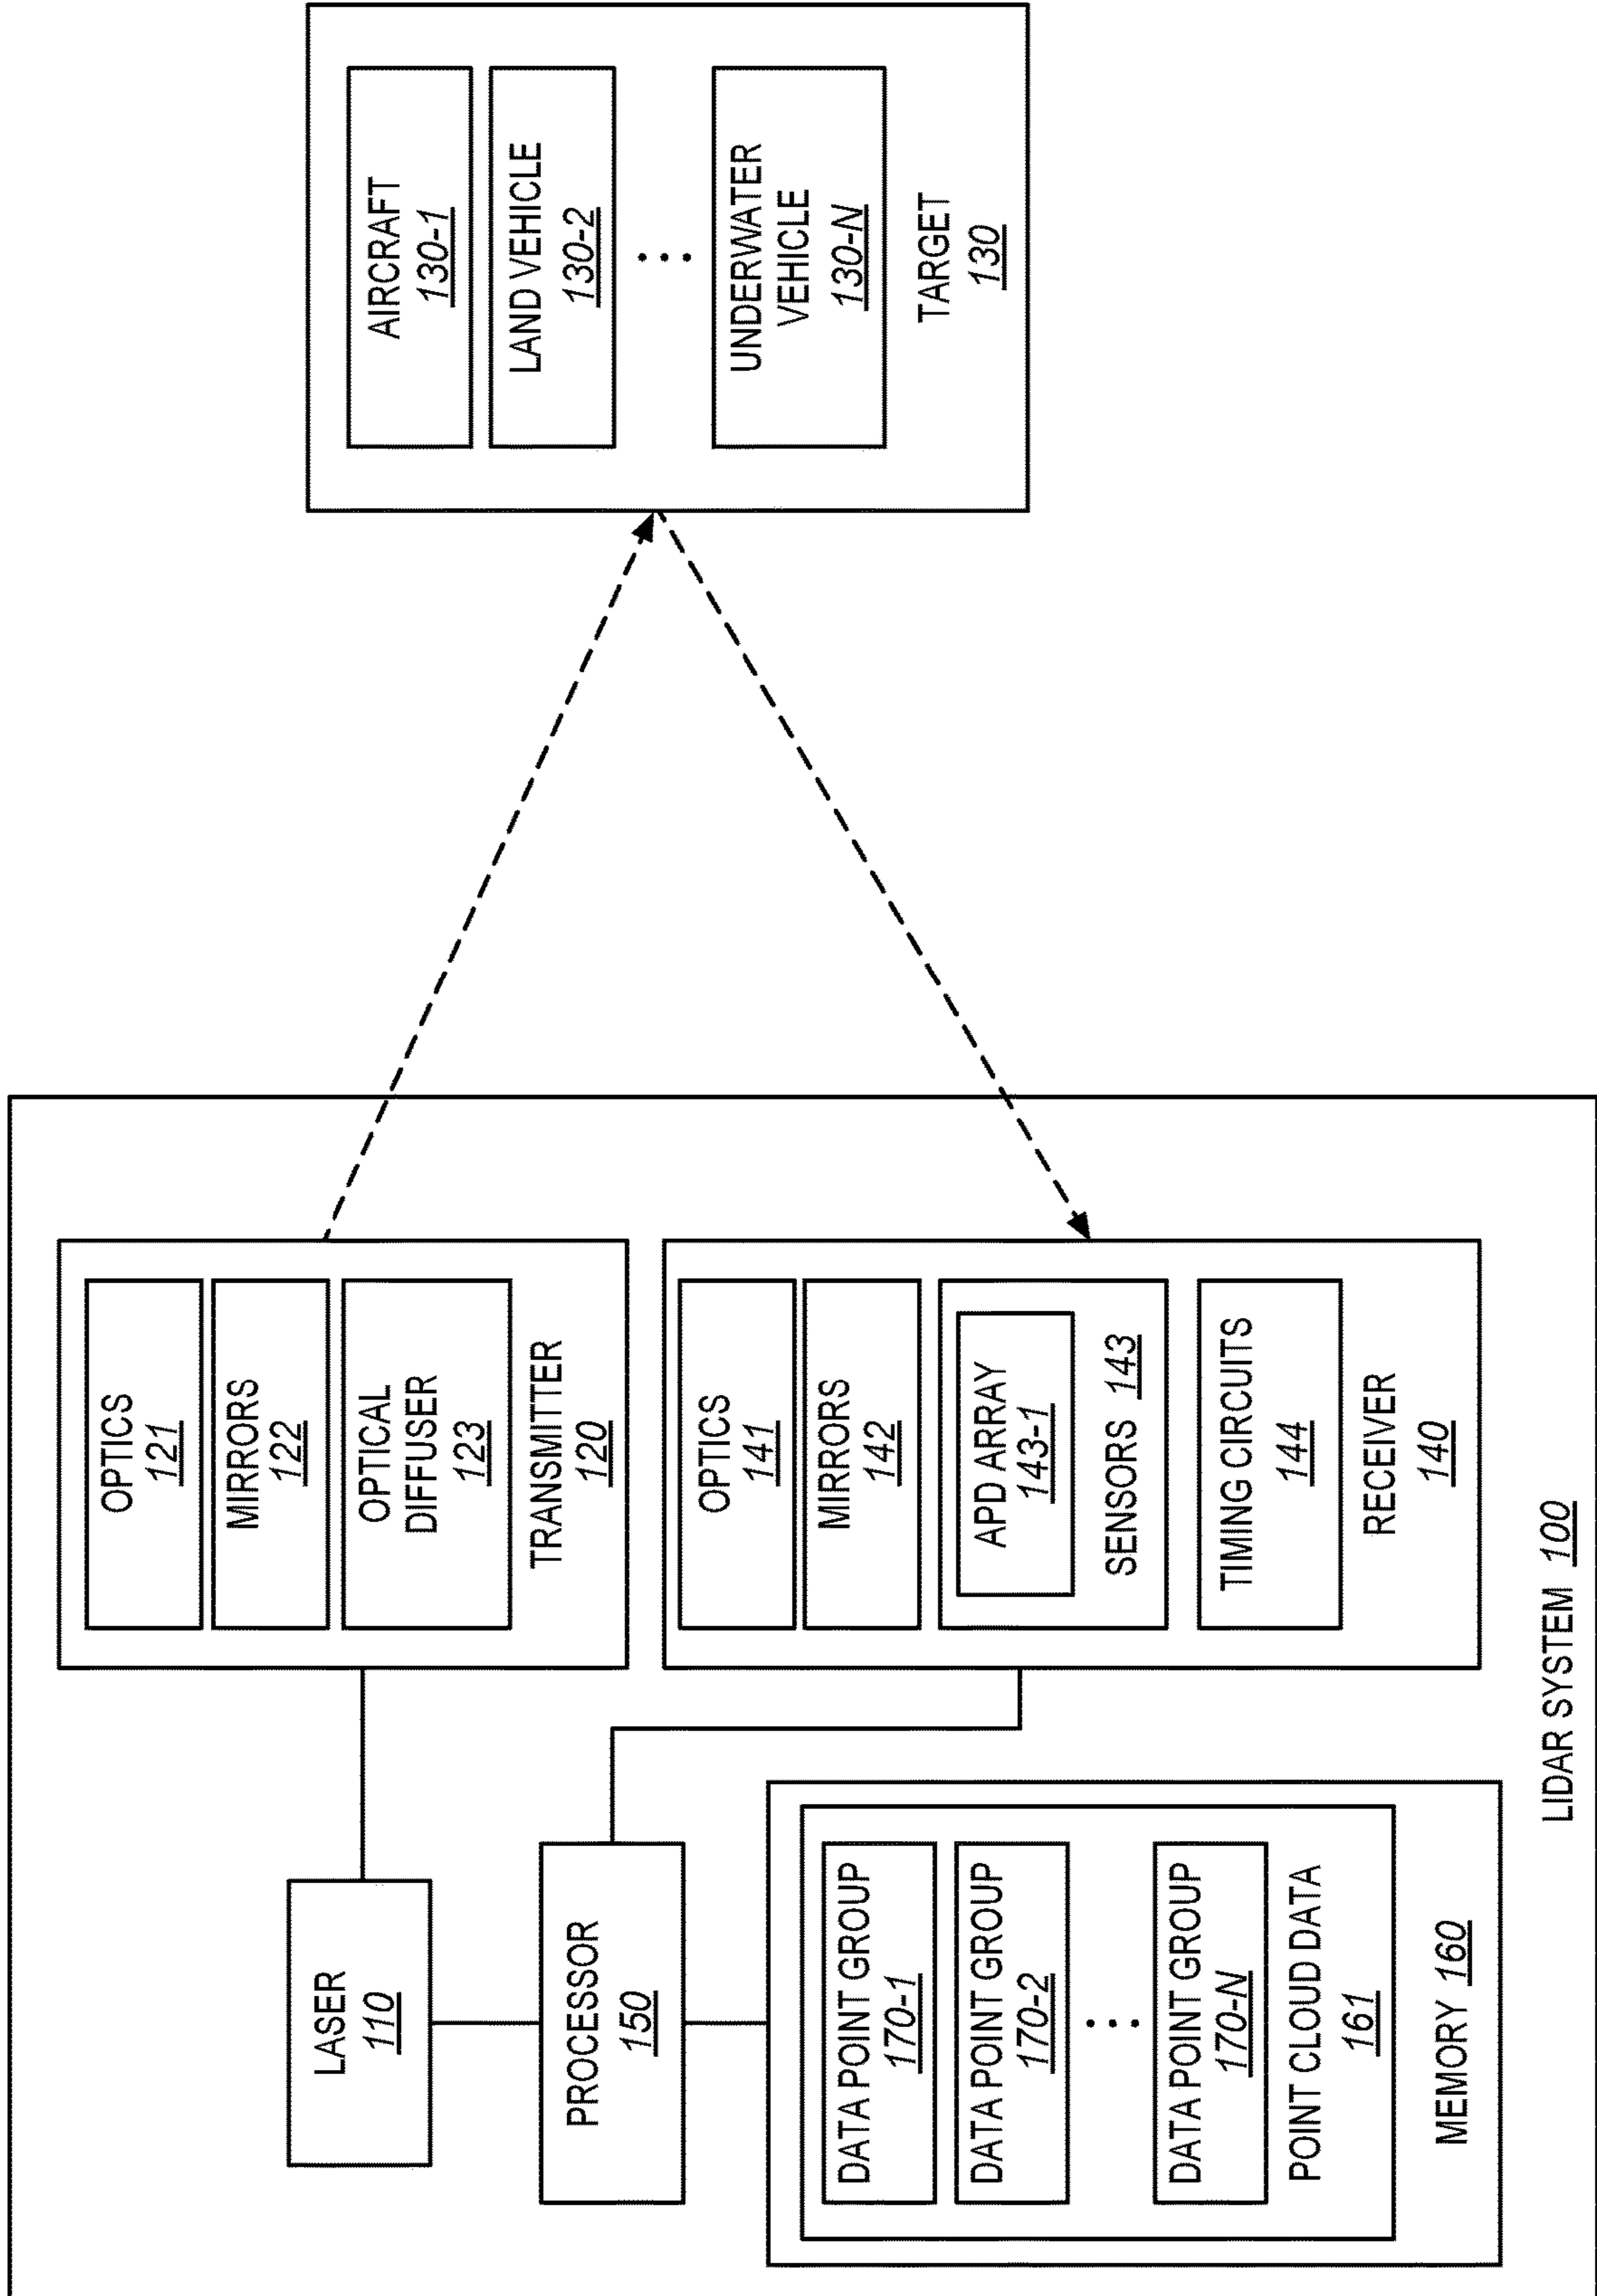 LASER
110
PROCESSOR
150
DATA POINT GROUP
170-1
DATA POINT GROUP
170-2
...
DATA POINT GROUP
170-N
POINT CLOUD DATA
161
MEMORY 160
OPTICS
121
MIRRORS
122
OPTICAL
DIFFUSER
123
TRANSMITTER
120
OPTICS
141
MIRRORS
142
APD ARRAY
143-1
SENSORS 143
TIMING CIRCUITS
144
RECEIVER
140
LIDAR SYSTEM 100
AIRCRAFT
130-1
LAND VEHICLE
130-2
...
UNDERWATER
VEHICLE
130-N
TARGET
130